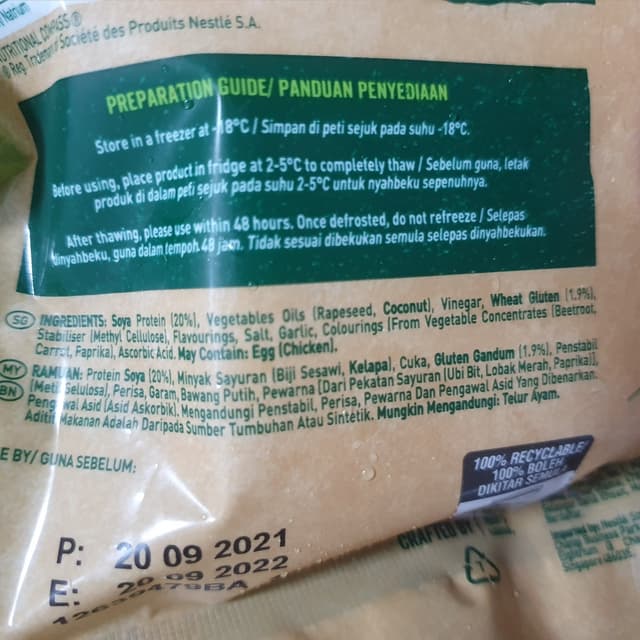 Natrium
NUTRITIONAL COMPASS®
® Reg. Trademark Société des Produits Nestlé S.A.
PREPARATION GUIDE/ PANDUAN PENYEDIAAN
Store in a freezer at -18°C / Simpan di peti sejuk pada suhu -18°C.
Before using, place product in fridge at 2-5°C to completely thaw / Sebelum guna, letak
produk di dalam peti sejuk pada suhu 2-5°C untuk nyahbeku sepenuhnya.
After thawing, please use within 48 hours. Once defrosted, do not refreeze / Selepas
dinyahbeku, guna dalam tempoh 48 jam. Tidak sesuai dibekukan semula selepas dinyahbekukan.
SG INGREDIENTS: Soya Protein (20%), Vegetables Oils (Rapeseed, Coconut), Vinegar, Wheat Gluten (1.9%),
Stabiliser (Methyl Cellulose), Flavourings, Salt, Garlic, Colourings (From Vegetable Concentrates (Beetroot,
Carrot, Paprika), Ascorbic Acid. May Contain: Egg (Chicken).
MY RAMUAN: Protein Soya (20%), Minyak Sayuran (Biji Sesawi, Kelapa), Cuka, Gluten Gandum (1.9%), Penstabil
BN (Metil Selulosa), Perisa, Garam, Bawang Putih, Pewarna (Dari Pekatan Sayuran (Ubi Bit, Lobak Merah, Paprika)),
Pengawal Asid (Asid Askorbik). Mengandungi Penstabil, Perisa, Pewarna Dan Pengawal Asid Yang Dibenarkan.
Aditif Makanan Adalah Daripada Sumber Tumbuhan Atau Sintetik. Mungkin Mengandungi: Telur Ayam.
E BY/ GUNA SEBELUM:
100% RECYCLABLE/
100% BOLEH
DIKITAR SEMULA
P: 20 09 2021
E: 20 09 2022
CRAFTED BY